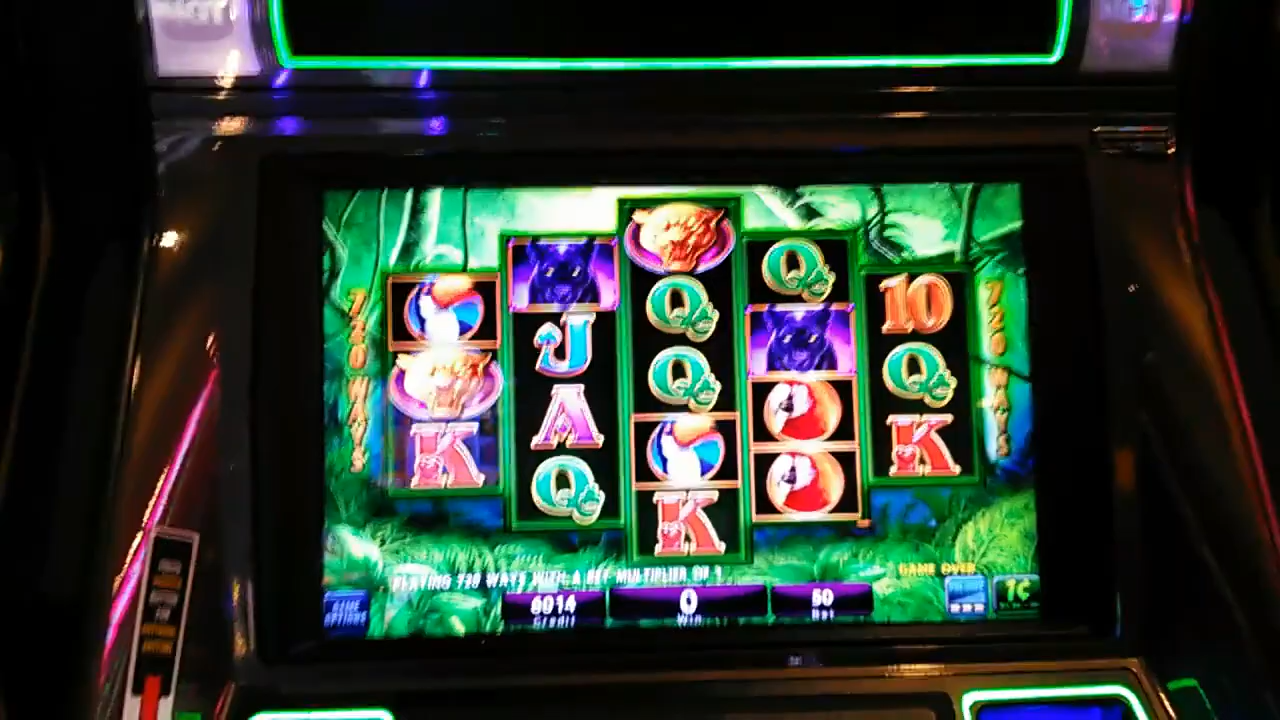 Q
10
J
Q
Q
A
Q
K
Q
K
K
720 WAYS
720 WAYS
PLAYING 720 WAYS WITH A BET MULTIPLIER OF 1
GAME OVER
GAME OPTIONS
6014
0
50
1¢
Credit
Win
Bet